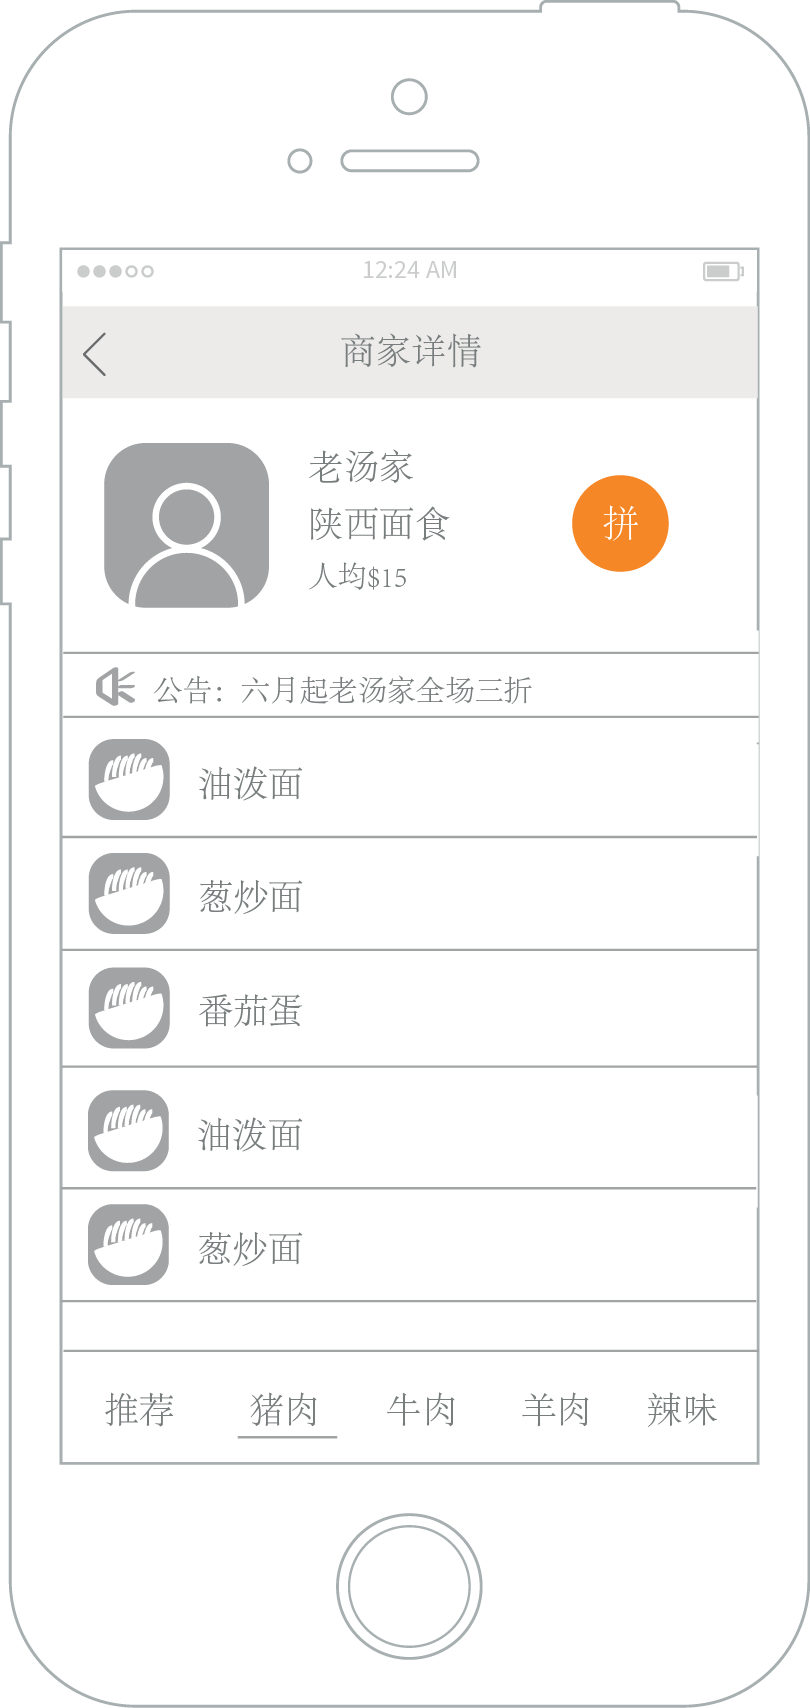 12:24 AM
商家详情
老汤家
陕西面食
拼
人均$15
公告：六月起老汤家全场三折
油泼面
葱炒面
番茄蛋
油泼面
葱炒面
推荐 猪肉 牛肉 羊肉 辣味